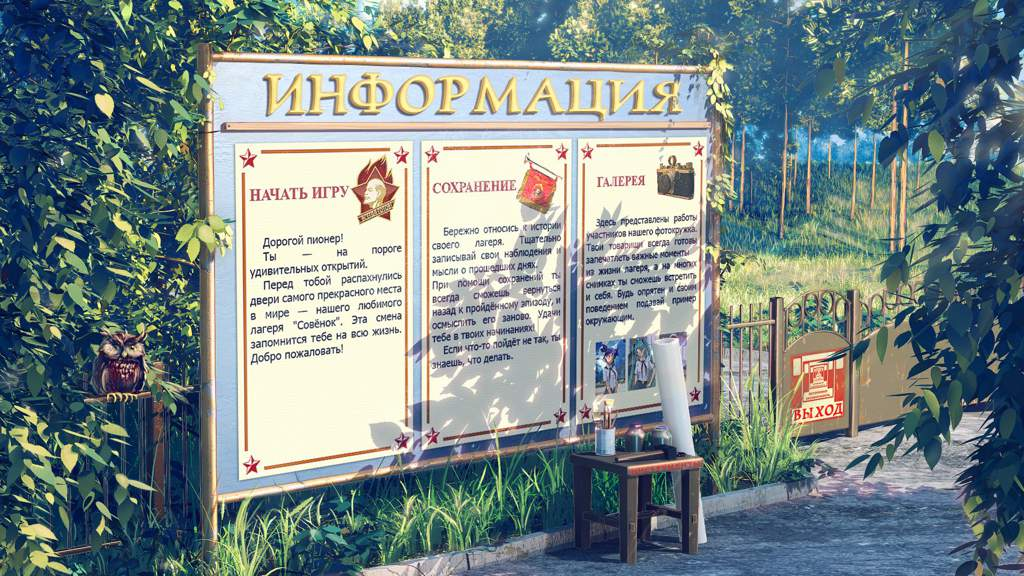 ИНФОРМАЦИЯ
НАЧАТЬ ИГРУ
Дорогой пионер!
Ты — на пороге
удивительных открытий.
Перед тобой распахнулись
двери самого прекрасного места
в мире — нашего любимого
лагеря "Совёнок". Эта смена
запомнится тебе на всю жизнь.
Добро пожаловать!
СОХРАНЕНИЕ
Бережно относись к истории
своего лагеря. Тщательно
записывай свои наблюдения и
мысли о прошедших днях.
При помощи сохранений ты
всегда сможешь вернуться
назад к пройденному эпизоду, и
осмыслить его заново. Удачи
тебе в твоих начинаниях!
Если что-то пойдёт не так, ты
знаешь, что делать.
ГАЛЕРЕЯ
Здесь представлены работы
участников нашего фотокружка.
Твои товарищи всегда готовы
запечатлеть важные моменты
из жизни лагеря, а на многих
снимках ты сможешь встретить
и себя. Будь опрятен и своим
поведением подавай пример
окружающим.
ВЫХОД